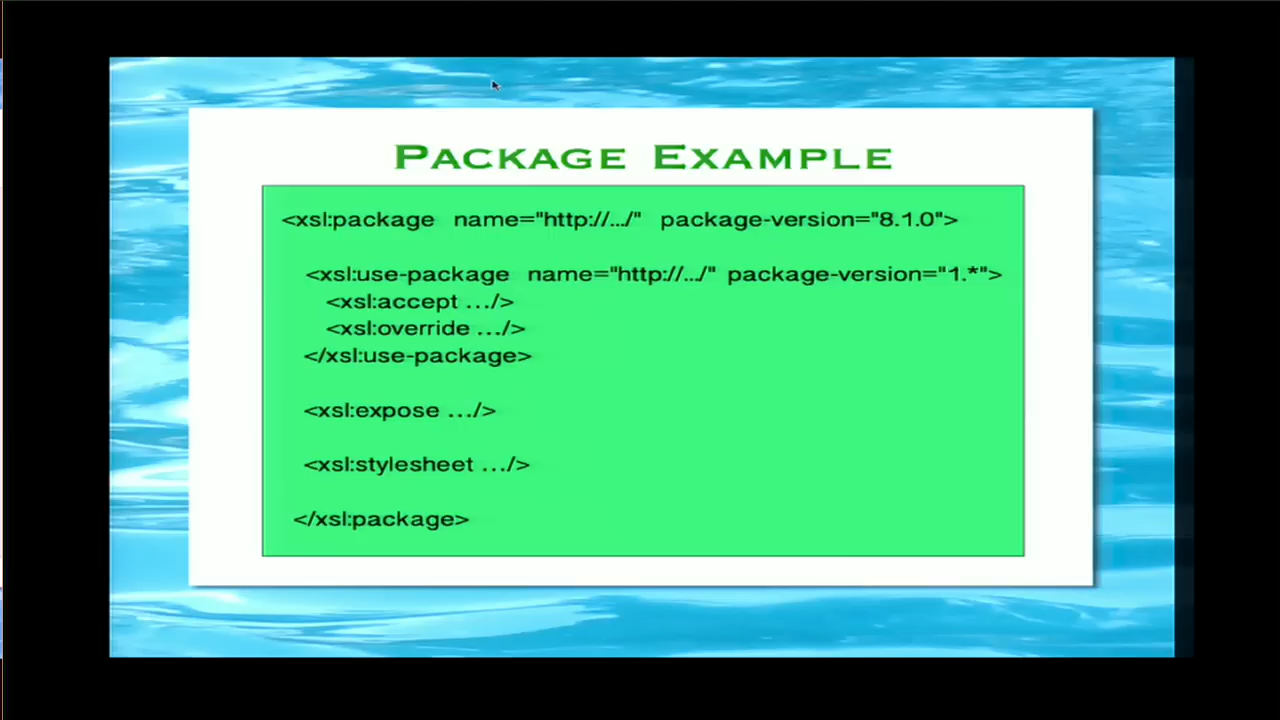 PACKAGE EXAMPLE
<xsl:package name="http://.../" package-version="8.1.0">
<xsl:use-package name="http://.../" package-version="1.*">
<xsl:accept .../>
<xsl:override .../>
</xsl:use-package>
<xsl:expose .../>
<xsl:stylesheet .../>
</xsl:package>